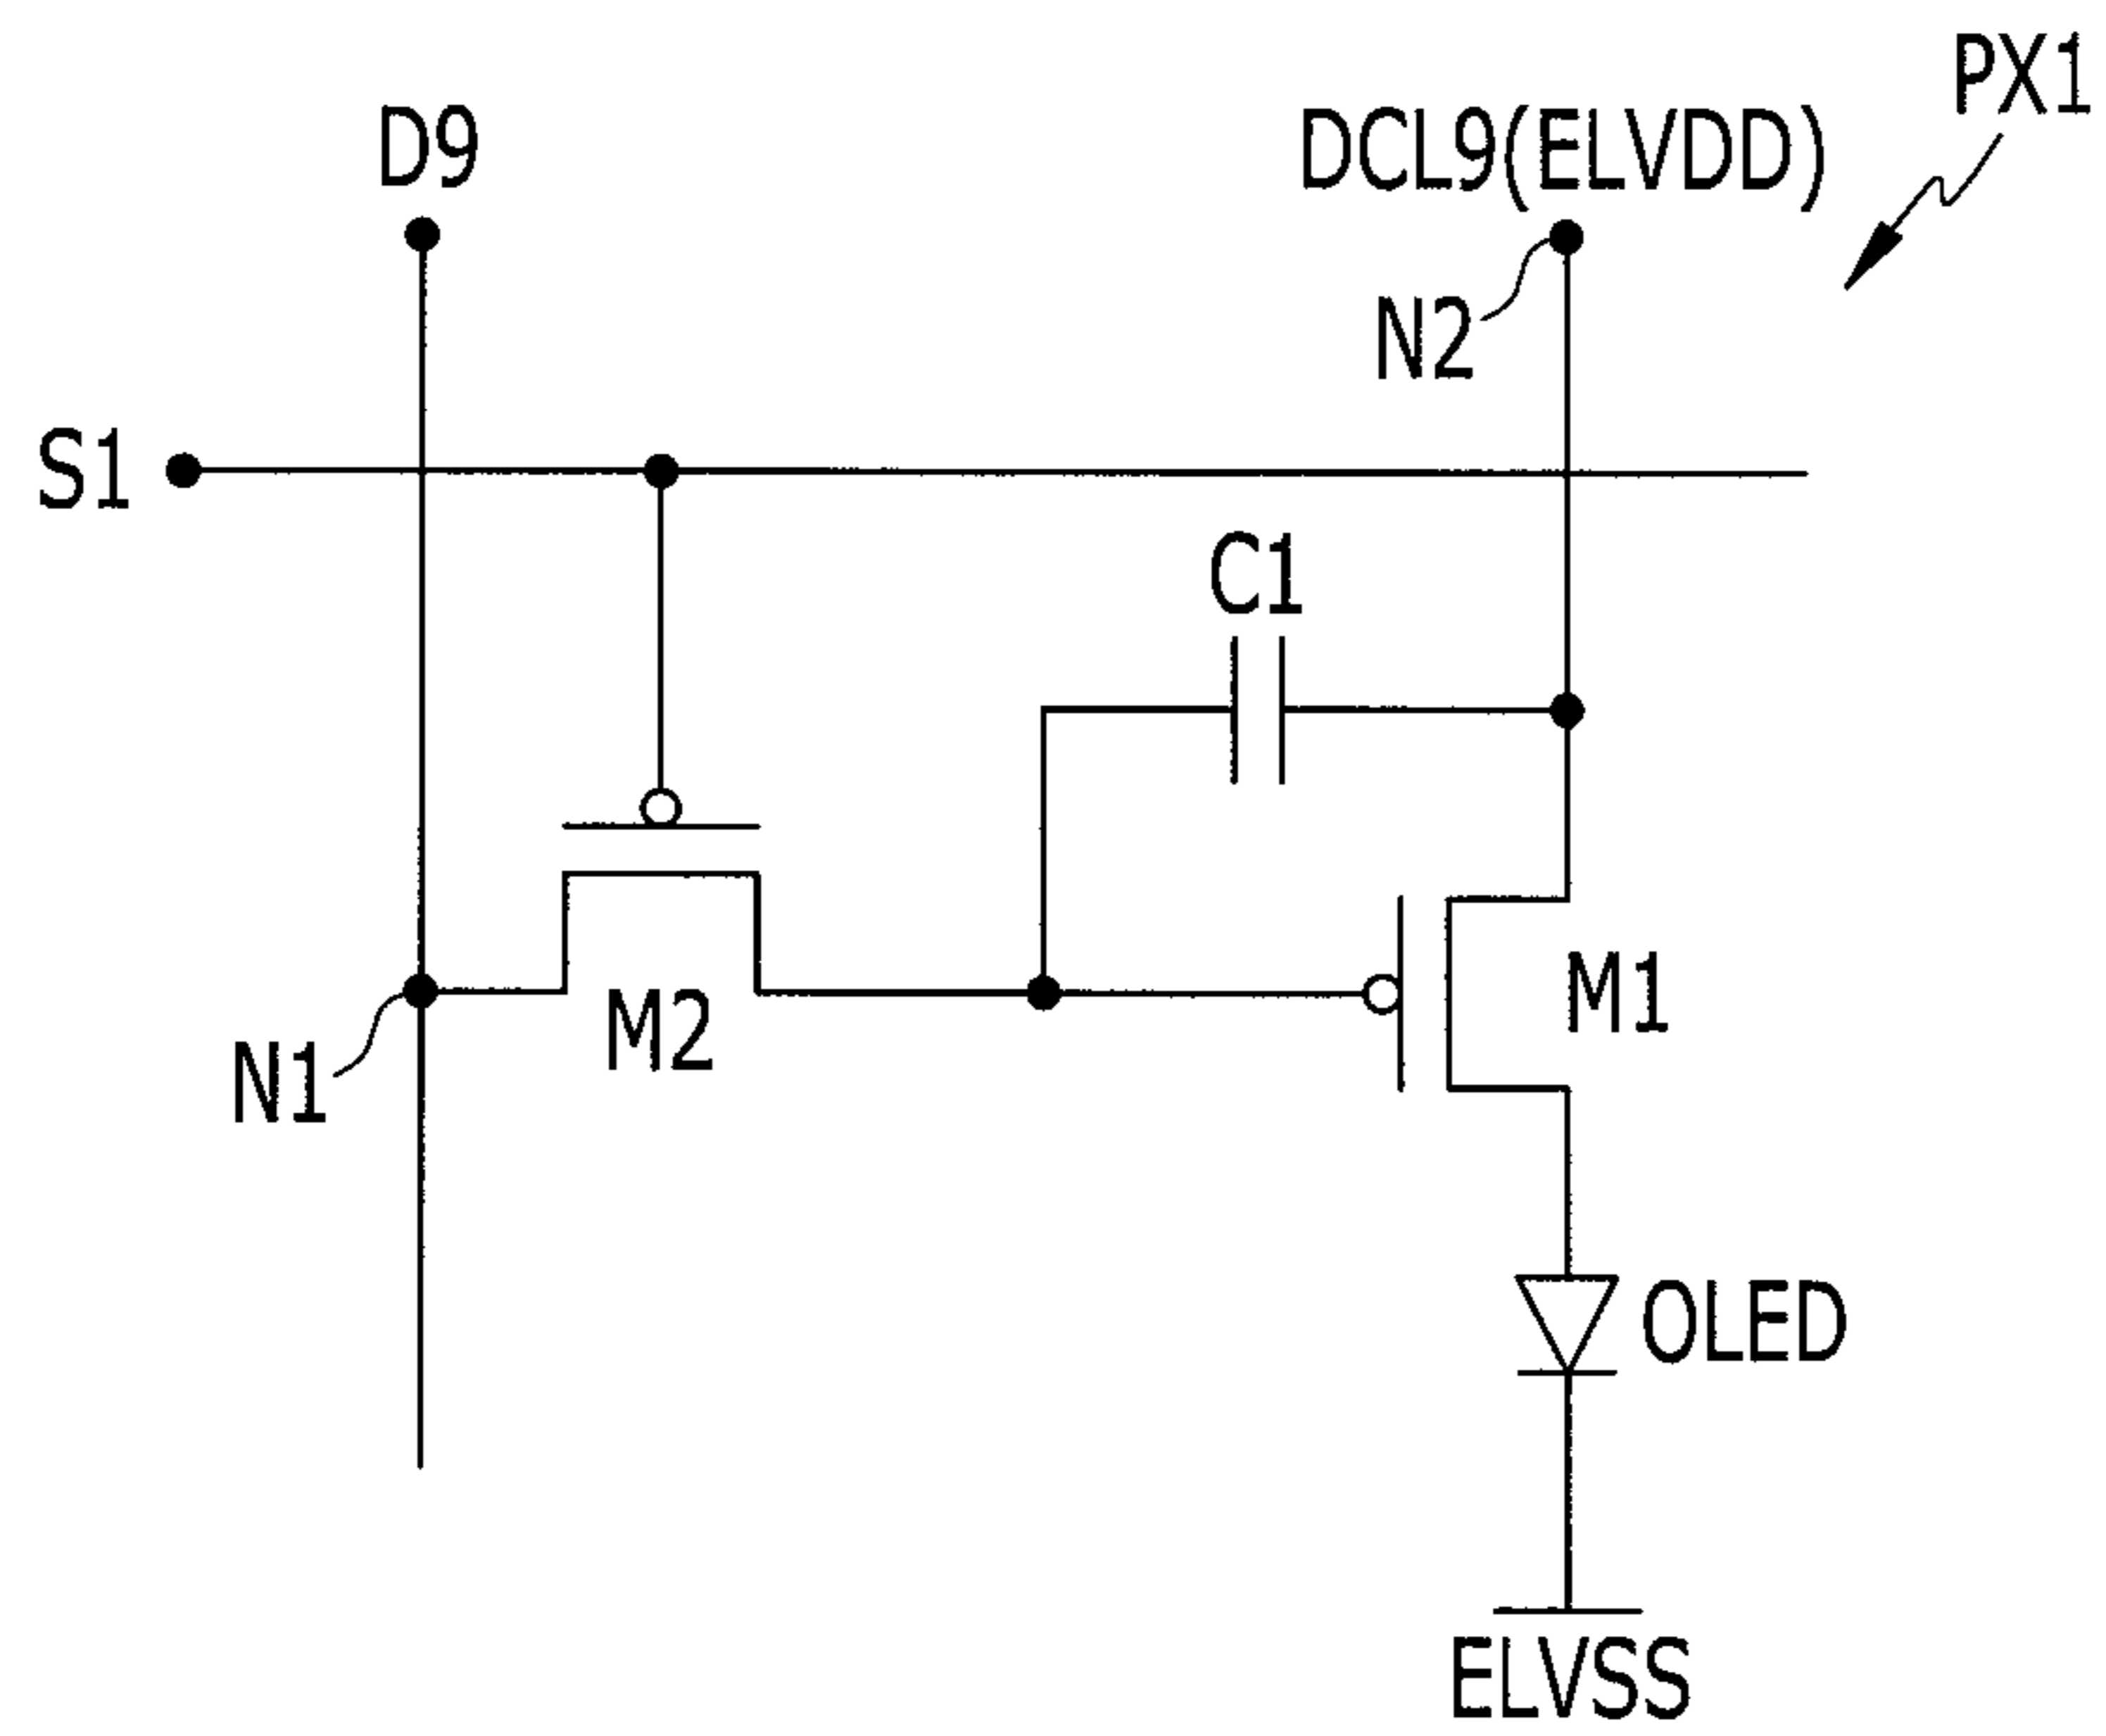 PX1
D9
DCL9(ELVDD)
N2
S1
C1
M1
M2
N1
OLED
ELVSS